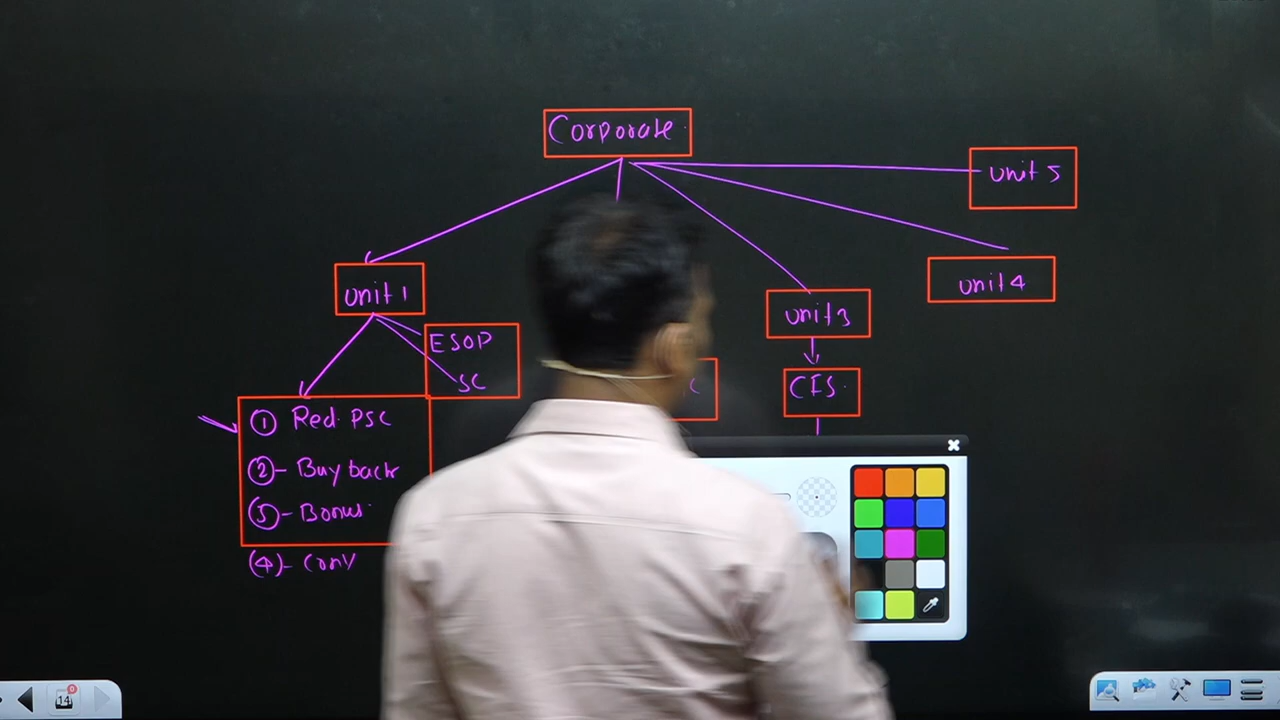 Corporate
unit 5
unit 1
unit 4
unit 3
ESOP
SC
CFS
① Red. PSC
②- Buy back
③- Bonus
(4)- Conv
14